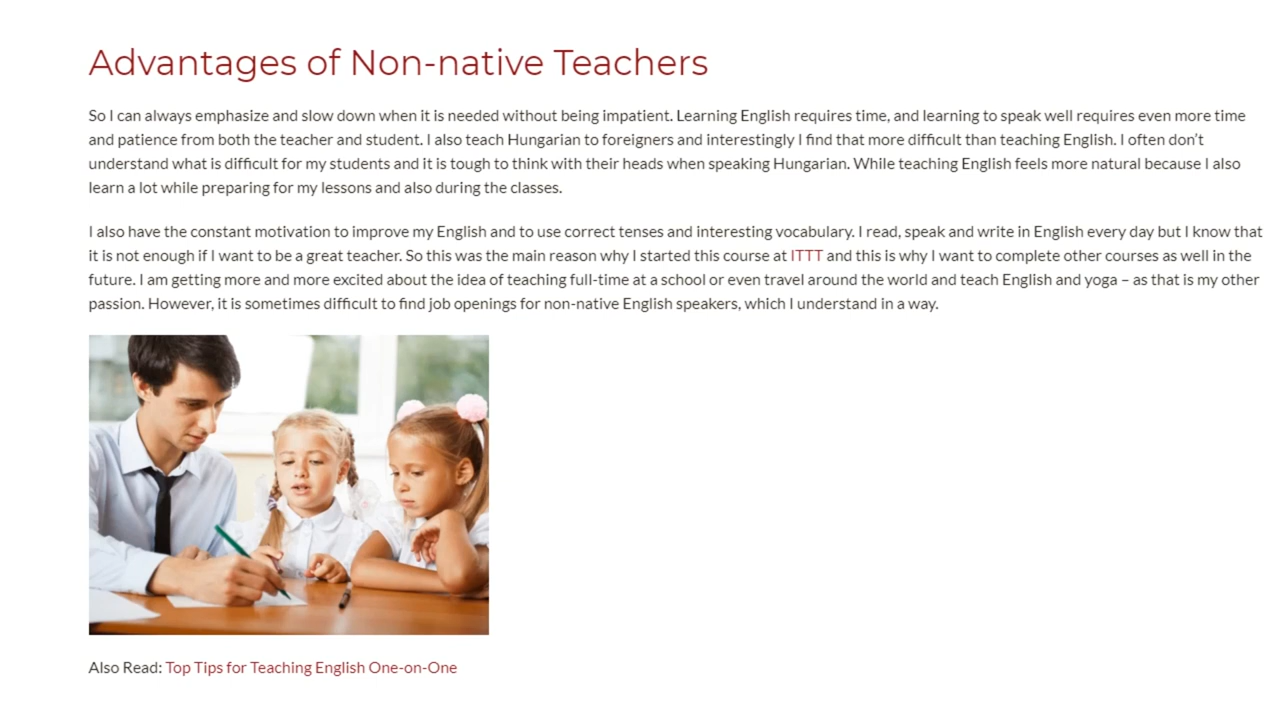 Advantages of Non-native Teachers
So I can always emphasize and slow down when it is needed without being impatient. Learning English requires time, and learning to speak well requires even more time
and patience from both the teacher and student. I also teach Hungarian to foreigners and interestingly I find that more difficult than teaching English. I often don’t
understand what is difficult for my students and it is tough to think with their heads when speaking Hungarian. While teaching English feels more natural because I also
learn a lot while preparing for my lessons and also during the classes.
I also have the constant motivation to improve my English and to use correct tenses and interesting vocabulary. I read, speak and write in English every day but I know that
it is not enough if I want to be a great teacher. So this was the main reason why I started this course at ITTT and this is why I want to complete other courses as well in the
future. I am getting more and more excited about the idea of teaching full-time at a school or even travel around the world and teach English and yoga – as that is my other
passion. However, it is sometimes difficult to find job openings for non-native English speakers, which I understand in a way.
Also Read: Top Tips for Teaching English One-on-One